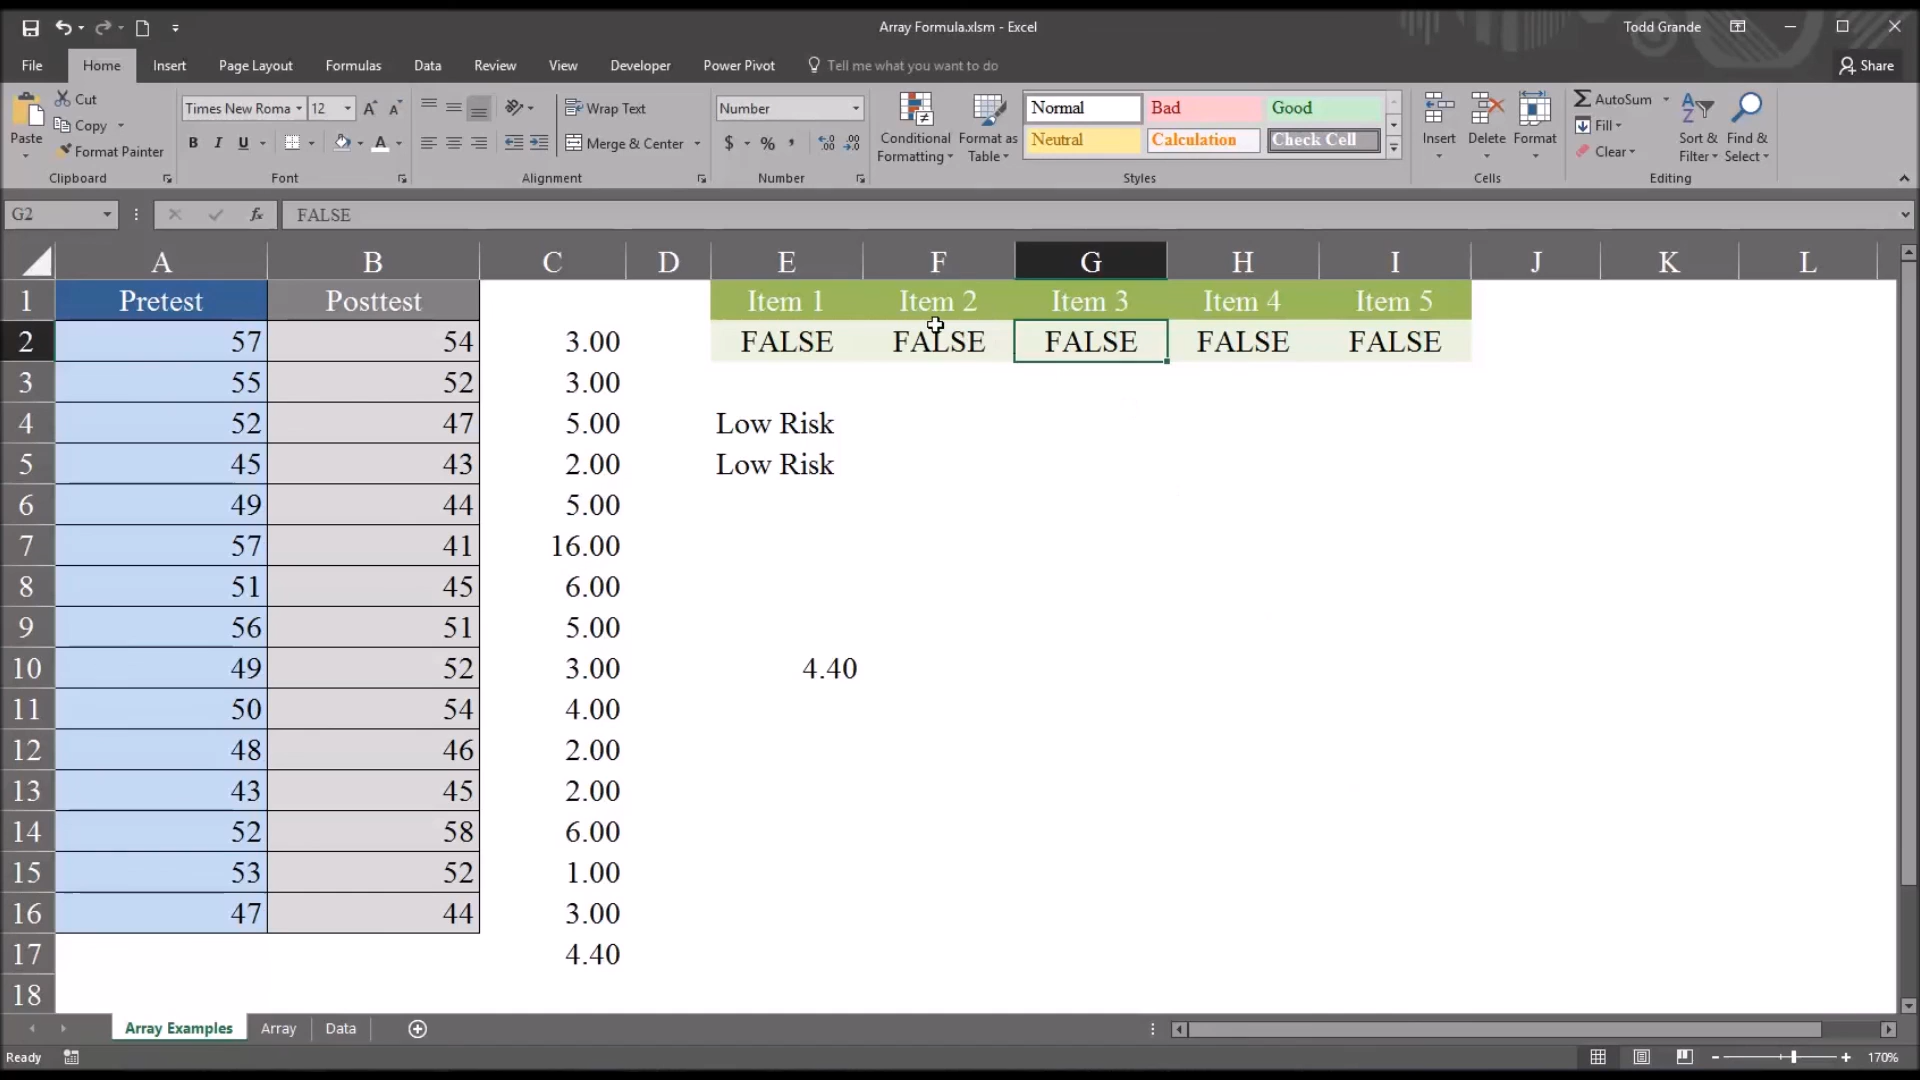 Array Formula.xlsm - Excel
Todd Grande
File Home Insert Page Layout Formulas Data Review View Developer Power Pivot Tell me what you want to do Share
Paste
Cut
Copy
Format Painter
Clipboard
Times New Roma 12
B I U
Font
Wrap Text
Merge & Center
Alignment
Number
$ % ,
Number
Conditional Formatting
Format as Table
Normal Bad Good
Neutral Calculation Check Cell
Styles
Insert Delete Format
Cells
AutoSum
Fill
Clear
Sort & Filter
Find & Select
Editing
G2 fx FALSE
A B C D E F G H I J K L
1 Pretest Posttest Item 1 Item 2 Item 3 Item 4 Item 5
2 57 54 3.00 FALSE FALSE FALSE FALSE FALSE
3 55 52 3.00
4 52 47 5.00 Low Risk
5 45 43 2.00 Low Risk
6 49 44 5.00
7 57 41 16.00
8 51 45 6.00
9 56 51 5.00
10 49 52 3.00 4.40
11 50 54 4.00
12 48 46 2.00
13 43 45 2.00
14 52 58 6.00
15 53 52 1.00
16 47 44 3.00
17 4.40
18
Array Examples Array Data
Ready 170%